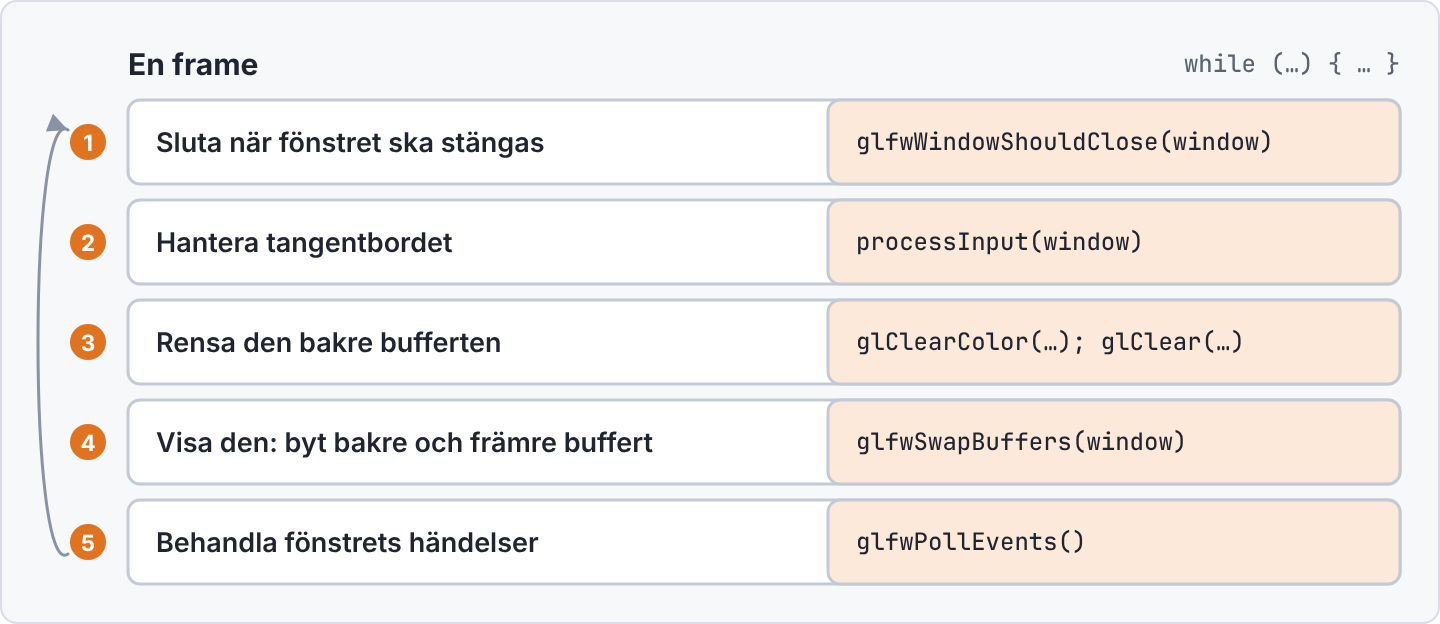 En frame
while (…) { … }
1 Sluta när fönstret ska stängas glfwWindowShouldClose(window)
2 Hantera tangentbordet processInput(window)
3 Rensa den bakre bufferten glClearColor(…); glClear(…)
4 Visa den: byt bakre och främre buffert glfwSwapBuffers(window)
5 Behandla fönstrets händelser glfwPollEvents()